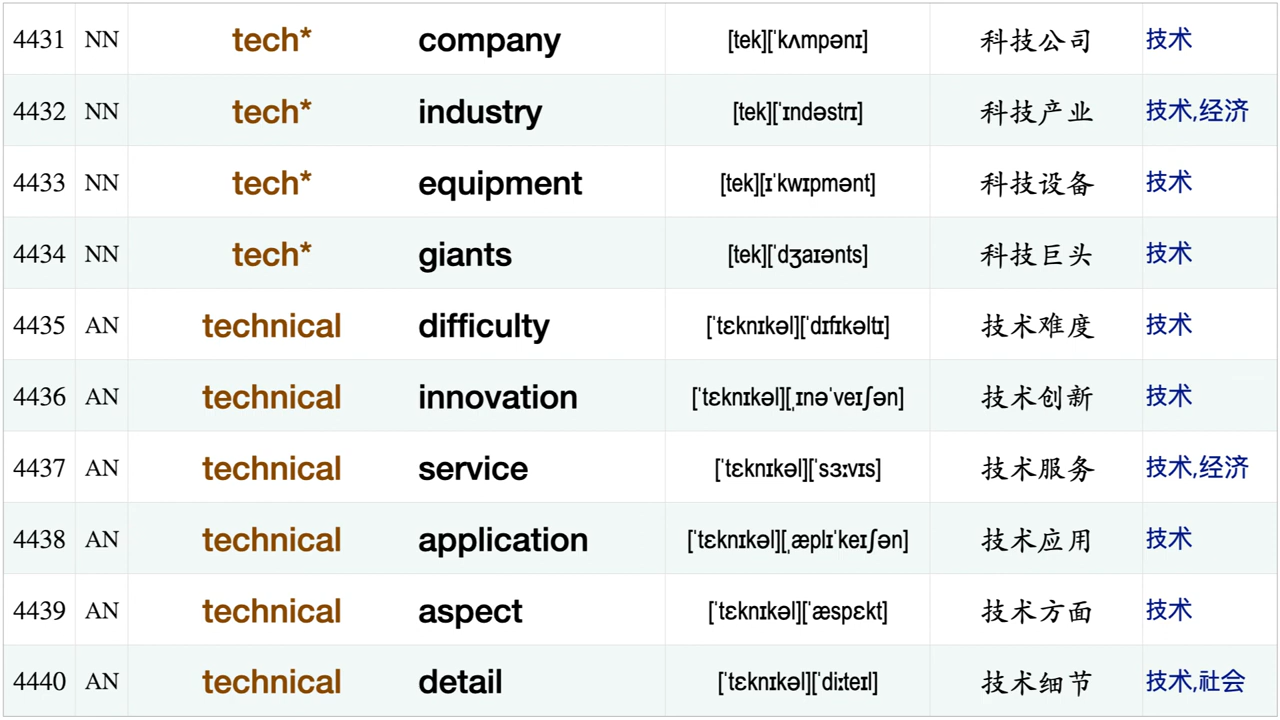 4431 NN tech* company [tek][ˈkʌmpənɪ] 科技公司 技术
4432 NN tech* industry [tek][ˈɪndəstrɪ] 科技产业 技术,经济
4433 NN tech* equipment [tek][ɪˈkwɪpmənt] 科技设备 技术
4434 NN tech* giants [tek][ˈdʒaɪənts] 科技巨头 技术
4435 AN technical difficulty [ˈtɛknɪkəl][ˈdɪfɪkəltɪ] 技术难度 技术
4436 AN technical innovation [ˈtɛknɪkəl][ˌɪnəˈveɪʃən] 技术创新 技术
4437 AN technical service [ˈtɛknɪkəl][ˈsɜːvɪs] 技术服务 技术,经济
4438 AN technical application [ˈtɛknɪkəl][ˌæplɪˈkeɪʃən] 技术应用 技术
4439 AN technical aspect [ˈtɛknɪkəl][ˈæspɛkt] 技术方面 技术
4440 AN technical detail [ˈtɛknɪkəl][ˈdiːteɪl] 技术细节 技术,社会